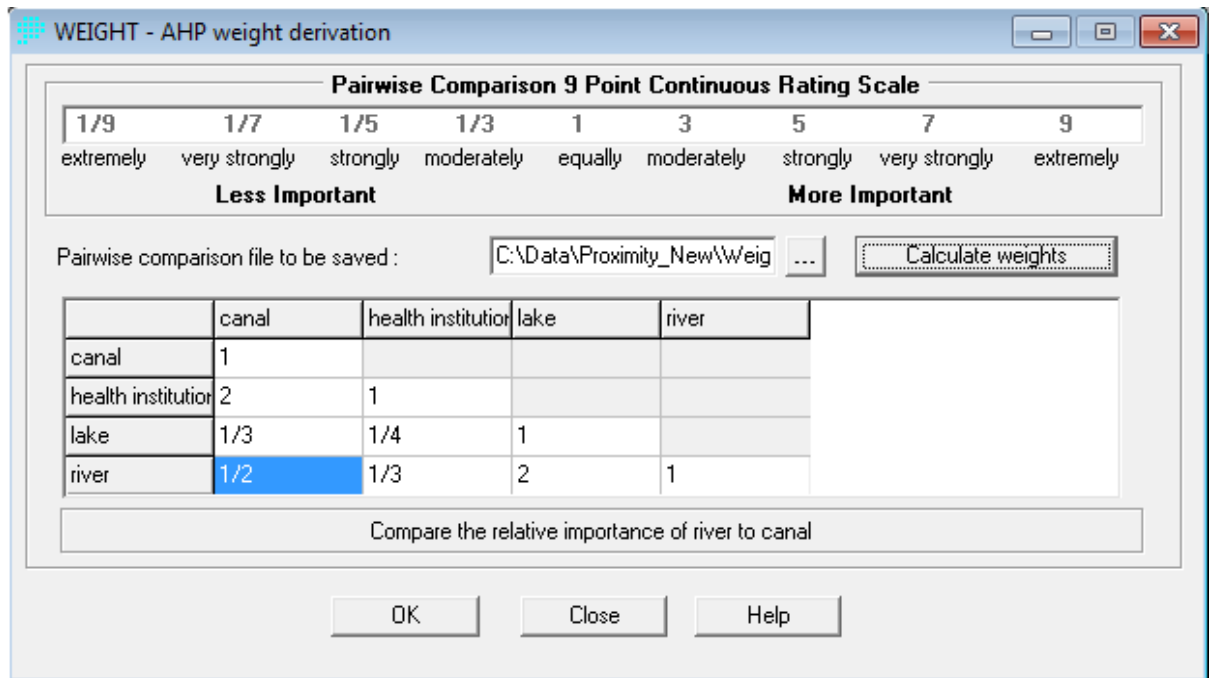 WEIGHT - AHP weight derivation
Pairwise Comparison 9 Point Continuous Rating Scale
1/9 1/7 1/5 1/3 1 3 5 7 9
extremely very strongly strongly moderately equally moderately strongly very strongly extremely
Less Important More Important
Pairwise comparison file to be saved : C:\Data\Proximity_New\Weig ... Calculate weights
canal health institution lake river
canal 1
health institution 2 1
lake 1/3 1/4 1
river 1/2 1/3 2 1
Compare the relative importance of river to canal
OK Close Help